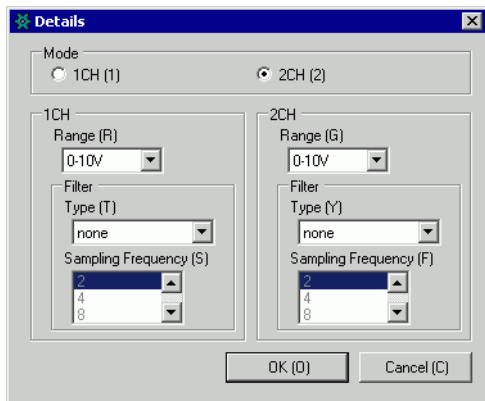 Details
Mode
1CH (1)
2CH (2)
1CH
Range (R)
0-10V
Filter
Type (T)
none
Sampling Frequency (S)
2
4
8
2CH
Range (G)
0-10V
Filter
Type (Y)
none
Sampling Frequency (F)
2
4
8
OK (O)
Cancel (C)